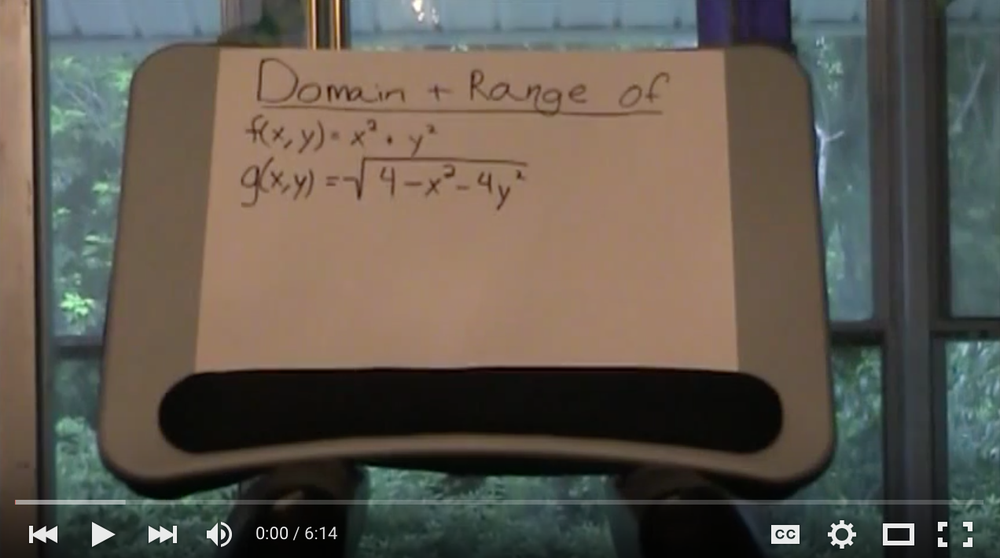 Domain + Range of
f(x,y) = x² + y²
g(x,y) = √4-x²-4y²
0:00 / 6:14
CC